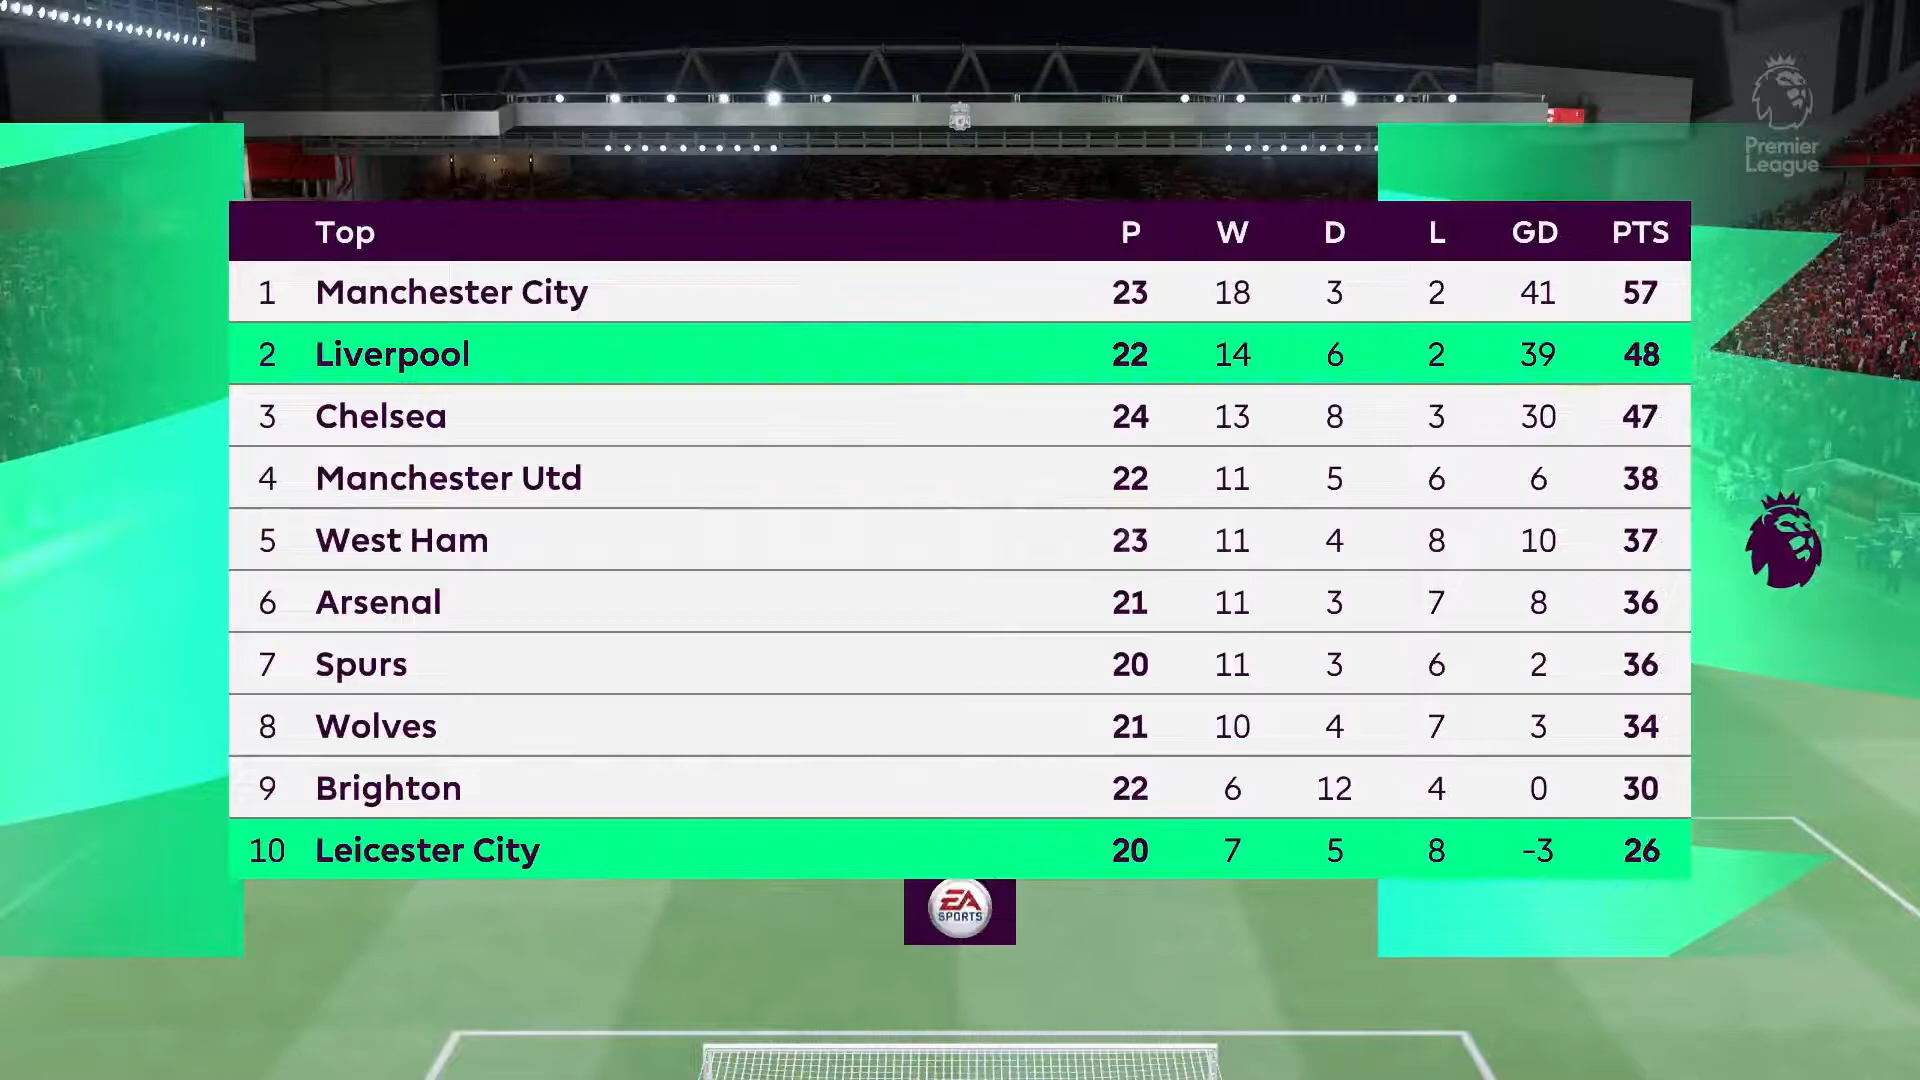 Premier
League
Top P W D L GD PTS
1 Manchester City 23 18 3 2 41 57
2 Liverpool 22 14 6 2 39 48
3 Chelsea 24 13 8 3 30 47
4 Manchester Utd 22 11 5 6 6 38
5 West Ham 23 11 4 8 10 37
6 Arsenal 21 11 3 7 8 36
7 Spurs 20 11 3 6 2 36
8 Wolves 21 10 4 7 3 34
9 Brighton 22 6 12 4 0 30
10 Leicester City 20 7 5 8 -3 26
EA
SPORTS